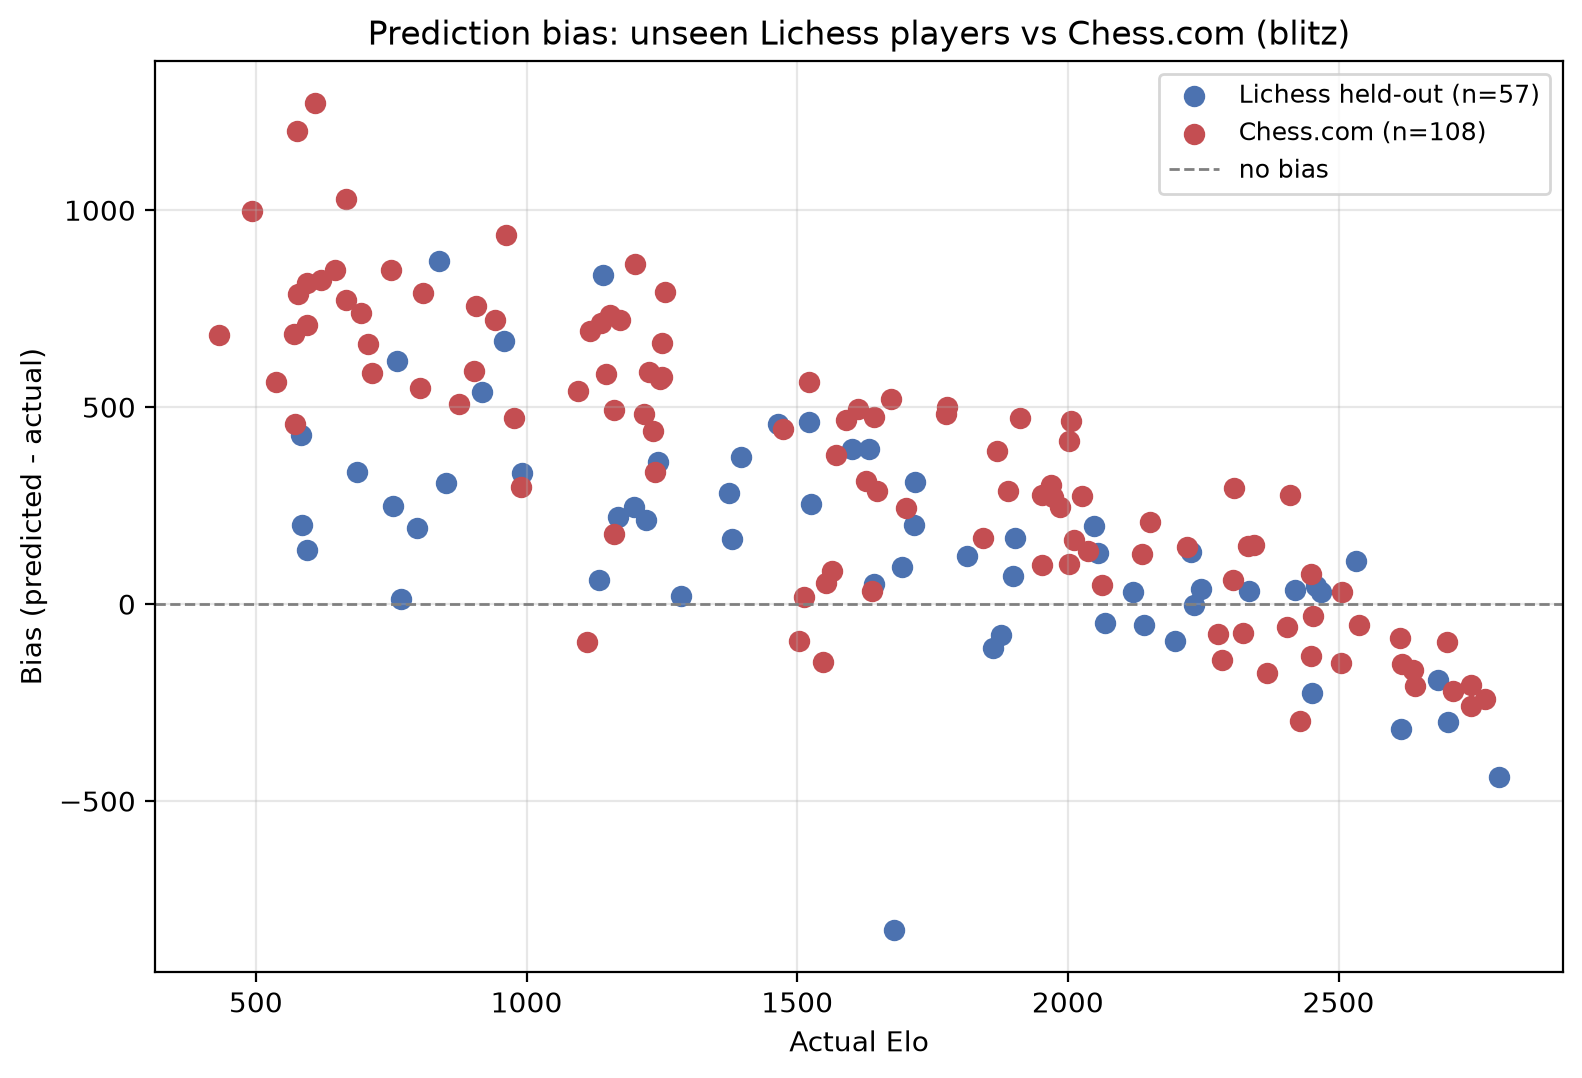 Prediction bias: unseen Lichess players vs Chess.com (blitz)
Lichess held-out (n=57)
Chess.com (n=108)
no bias
Bias (predicted - actual)
1000
500
0
−500
500
1000
1500
2000
2500
Actual Elo